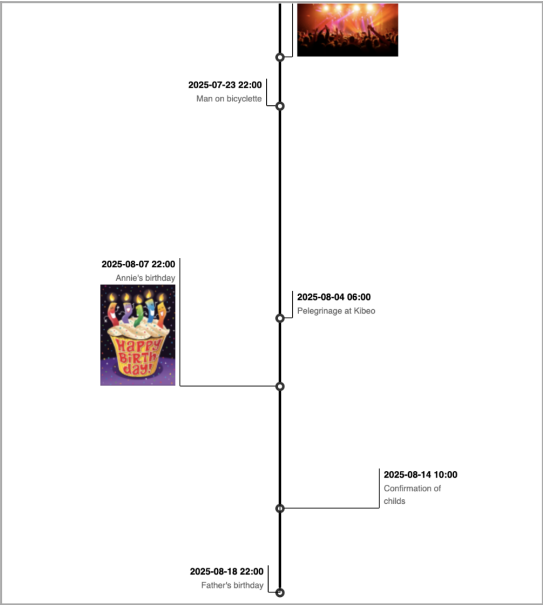 2025-07-23 22:00
Man on bicyclette
2025-08-07 22:00
Annie's birthday
HAPPY
BiRTH
day!
2025-08-04 06:00
Pelegrinage at Kibeo
2025-08-14 10:00
Confirmation of
childs
2025-08-18 22:00
Father's birthday